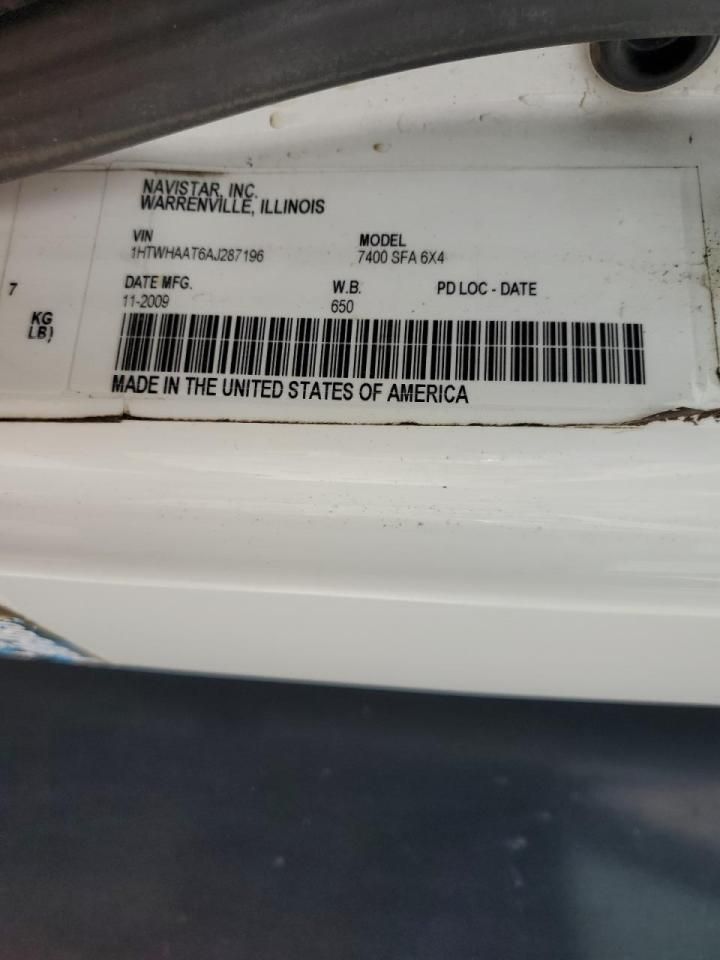 NAVISTAR, INC.
WARRENVILLE, ILLINOIS
VIN MODEL
1HTWHAAT6AJ287196 7400 SFA 6X4
DATE MFG. W.B. PD LOC - DATE
11-2009 650
MADE IN THE UNITED STATES OF AMERICA
7
KG
LB)